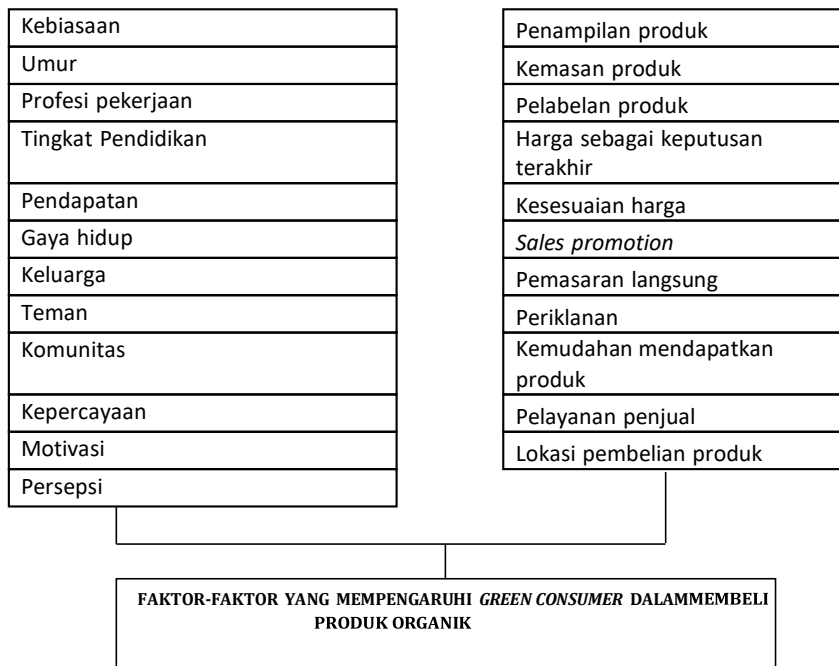 Kebiasaan
Umur
Profesi pekerjaan
Tingkat Pendidikan
Pendapatan
Gaya hidup
Keluarga
Teman
Komunitas
Kepercayaan
Motivasi
Persepsi
Penampilan produk
Kemasan produk
Pelabelan produk
Harga sebagai keputusan
terakhir
Kesesuaian harga
Sales promotion
Pemasaran langsung
Periklanan
Kemudahan mendapatkan
produk
Pelayanan penjual
Lokasi pembelian produk
FAKTOR-FAKTOR YANG MEMPENGARUHI GREEN CONSUMER DALAMMEMBELI
PRODUK ORGANIK